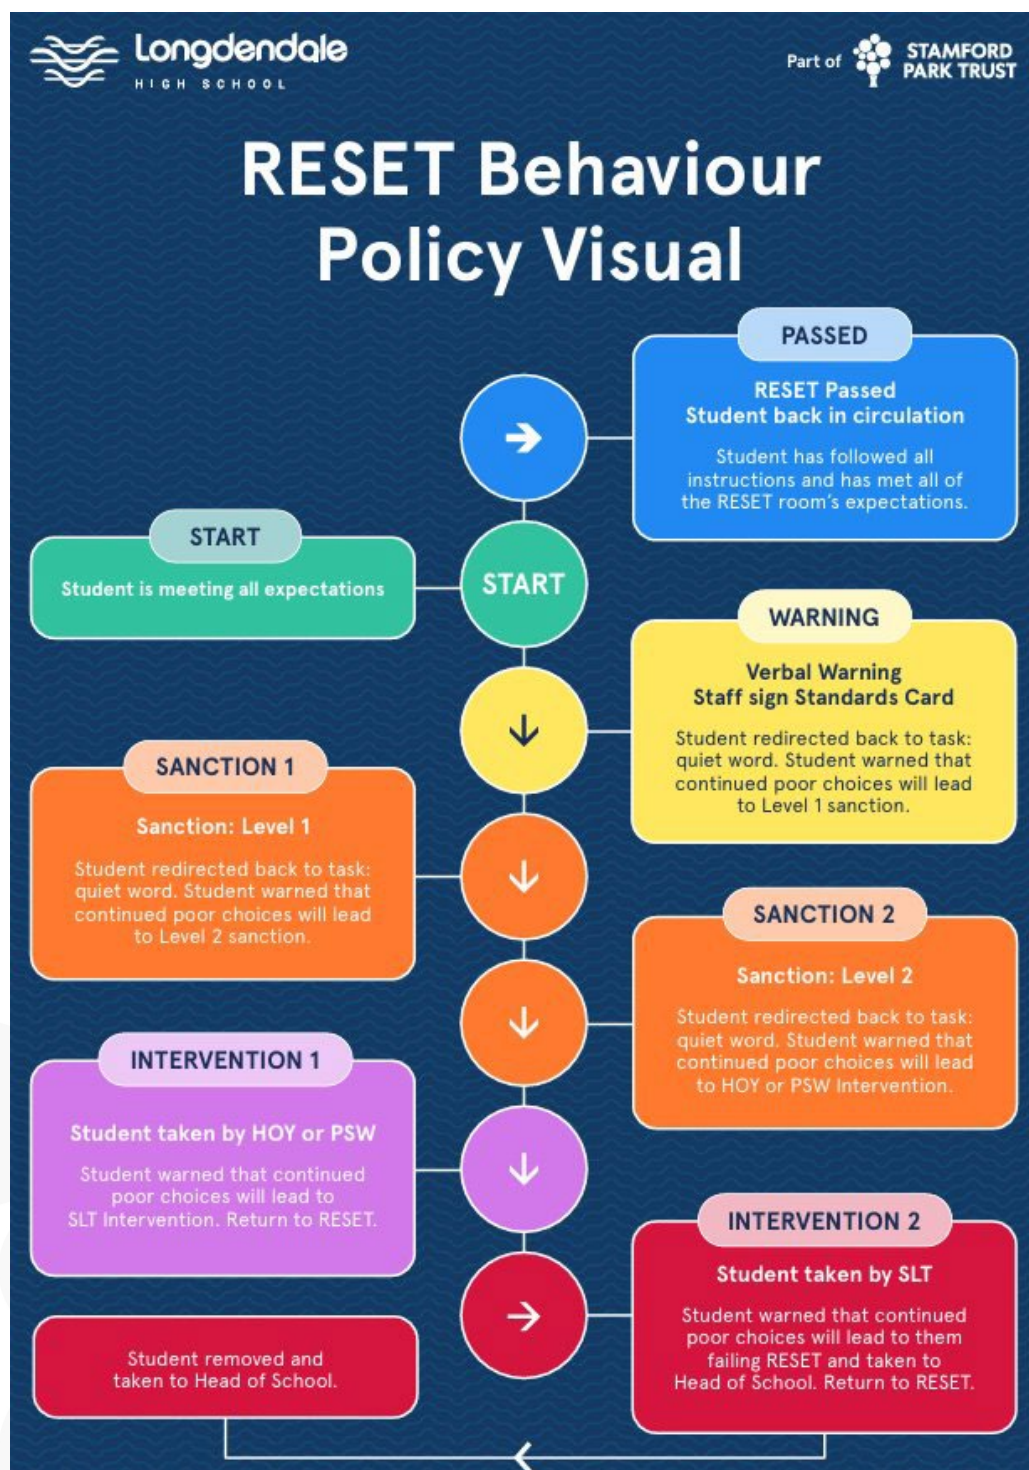 Longdendale
HIGH SCHOOL
Part of
STAMFORD
PARK TRUST
RESET Behaviour
Policy Visual
PASSED
RESET Passed
Student back in circulation
Student has followed all
instructions and has met all of
the RESET room's expectations.
START
Student is meeting all expectations
START
WARNING
Verbal Warning
Staff sign Standards Card
Student redirected back to task:
quiet word. Student warned that
continued poor choices will lead
to Level 1 sanction.
SANCTION 1
Sanction: Level 1
Student redirected back to task:
quiet word. Student warned that
continued poor choices will lead
to Level 2 sanction.
SANCTION 2
Sanction: Level 2
Student redirected back to task:
quiet word. Student warned that
continued poor choices will lead
to HOY or PSW Intervention.
INTERVENTION 1
Student taken by HOY or PSW
Student warned that continued
poor choices will lead to
SLT Intervention. Return to RESET.
INTERVENTION 2
Student taken by SLT
Student warned that continued
poor choices will lead to them
failing RESET and taken to
Head of School. Return to RESET.
Student removed and
taken to Head of School.